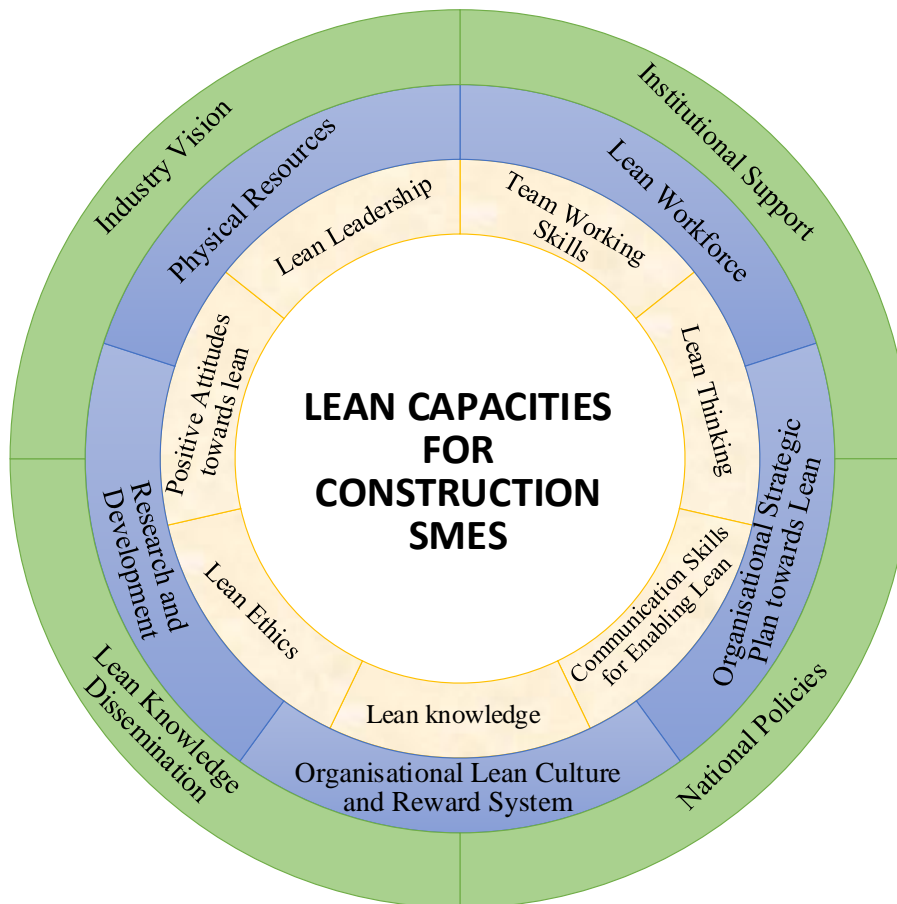 Industry Vision
Institutional Support
Physical Resources
Lean Workforce
Lean Leadership
Team Working
Skills
Positive Attitudes
towards lean
Lean Thinking
LEAN CAPACITIES
FOR
CONSTRUCTION
SMES
Research and
Development
Organisational Strategic
Plan towards Lean
Lean Ethics
Communication Skills
for Enabling Lean
Lean knowledge
Lean Knowledge
Dissemination
National Policies
Organisational Lean Culture
and Reward System